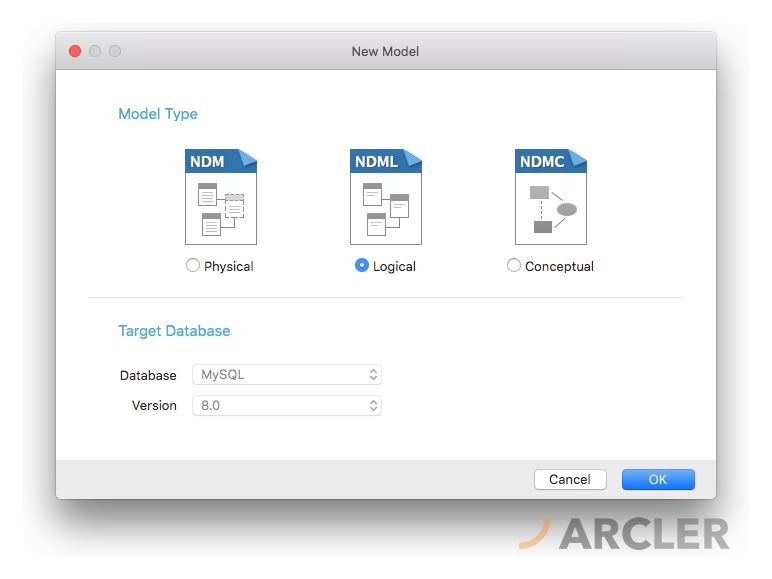 New Model
Model Type
NDM NDML NDMC
Physical Logical Conceptual
Target Database
Database MySQL
Version 8.0
Cancel OK
ARCLER